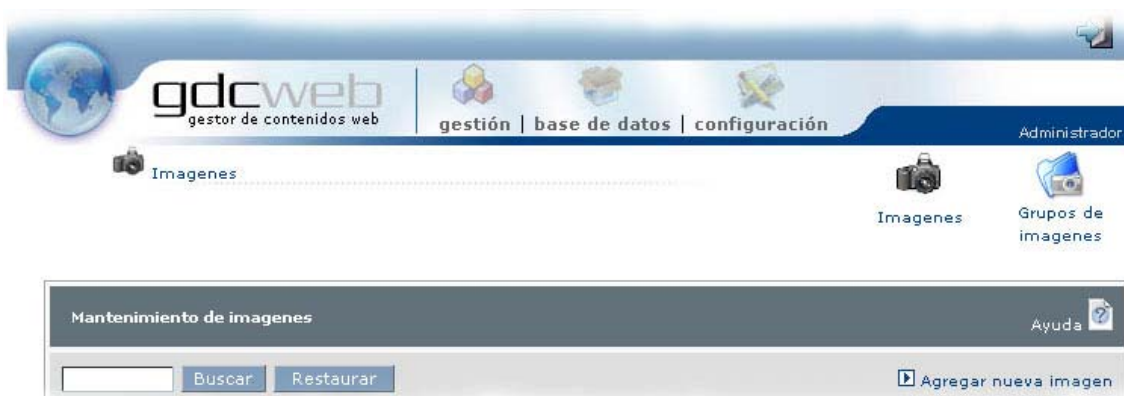 gdcweb
gestor de contenidos web
gestión | base de datos | configuración
Administrador
Imagenes
Imagenes
Grupos de
imagenes
Mantenimiento de imagenes
Ayuda
Buscar
Restaurar
Agregar nueva imagen